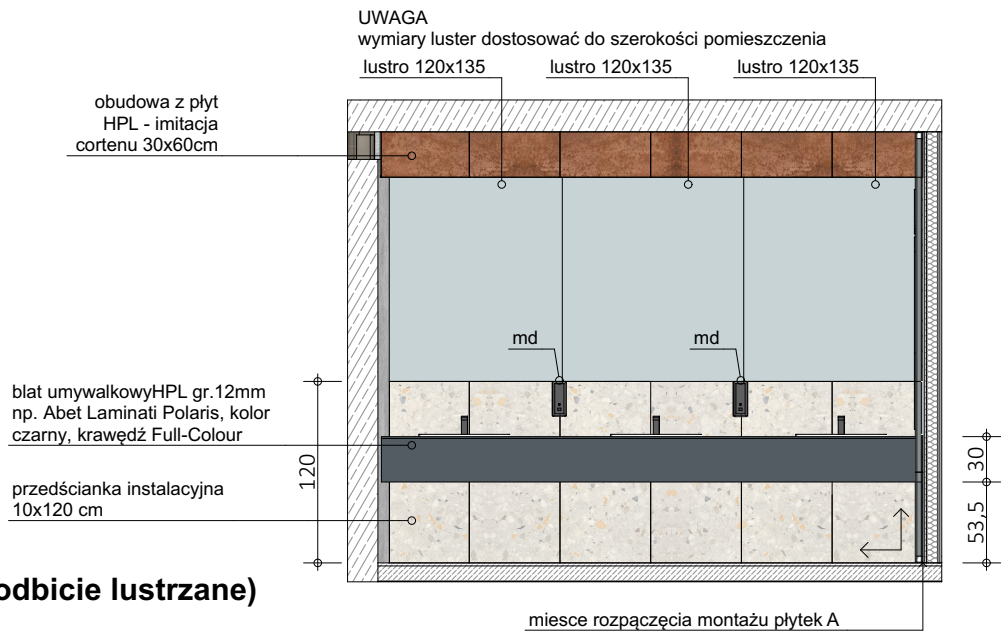 UWAGA
wymiary luster dostosować do szerokości pomieszczenia
lustro 120x135
lustro 120x135
lustro 120x135
obudowa z płyt
HPL - imitacja
cortenu 30x60cm
md
md
blat umywalkowyHPL gr.12mm
np. Abet Laminati Polaris, kolor
czarny, krawędź Full-Colour
120
30
przedścianka instalacyjna
10x120 cm
53,5
odbicie lustrzane)
miesce rozpączęcia montażu płytek A